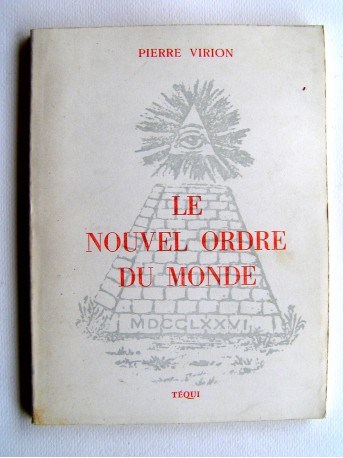 PIERRE VIRION
LE
NOUVEL ORDRE
DU MONDE
MDCCLXXVI
TÉQUI